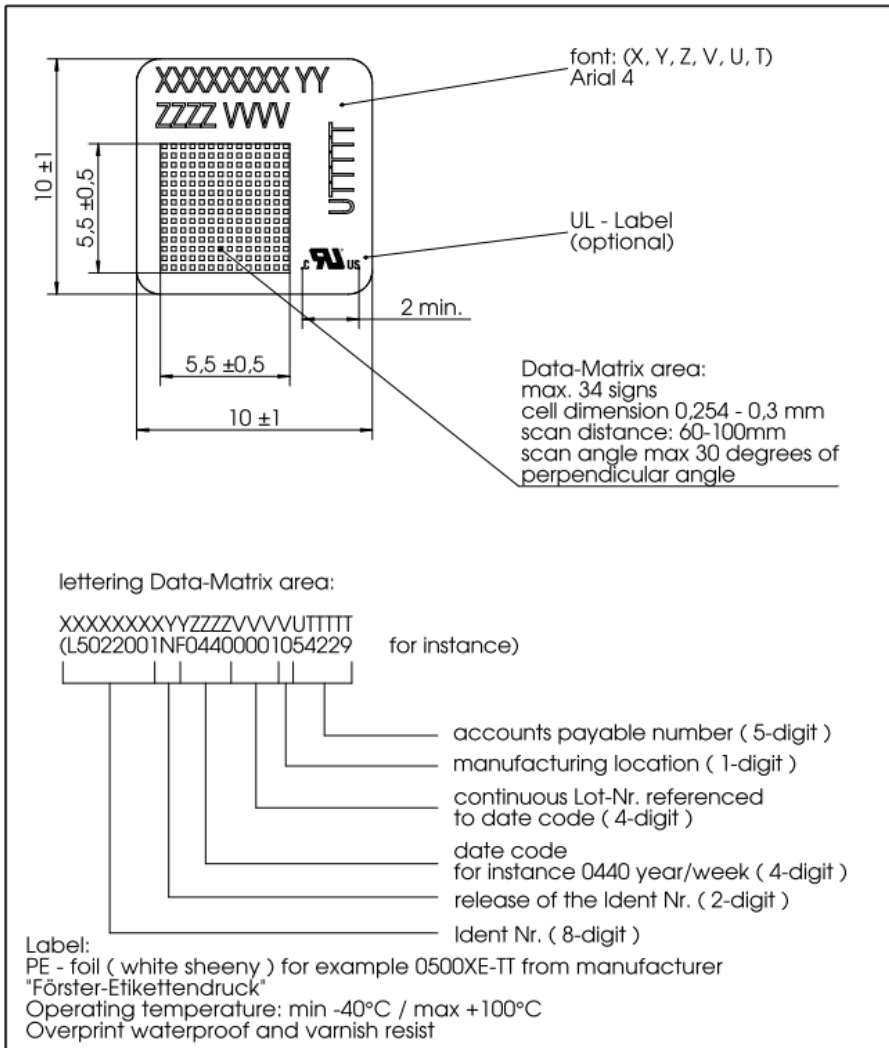 XXXXXXXX YY
ZZZZ VVVV
UTTTTT
font: (X, Y, Z, V, U, T)
Arial 4
10 ±1
5,5 ±0,5
UL - Label
(optional)
c RU US
2 min.
5,5 ±0,5
10 ±1
Data-Matrix area:
max. 34 signs
cell dimension 0,254 - 0,3 mm
scan distance: 60-100mm
scan angle max 30 degrees of
perpendicular angle
lettering Data-Matrix area:
XXXXXXXXYYZZZZVVVVUTTTTT
(L5022001NF04400001054229 for instance)
accounts payable number ( 5-digit )
manufacturing location ( 1-digit )
continuous Lot-Nr. referenced
to date code ( 4-digit )
date code
for instance 0440 year/week ( 4-digit )
release of the Ident Nr. ( 2-digit )
Ident Nr. ( 8-digit )
Label:
PE - foil ( white sheeny ) for example 0500XE-TT from manufacturer
"Förster-Etikettendruck"
Operating temperature: min -40°C / max +100°C
Overprint waterproof and varnish resist